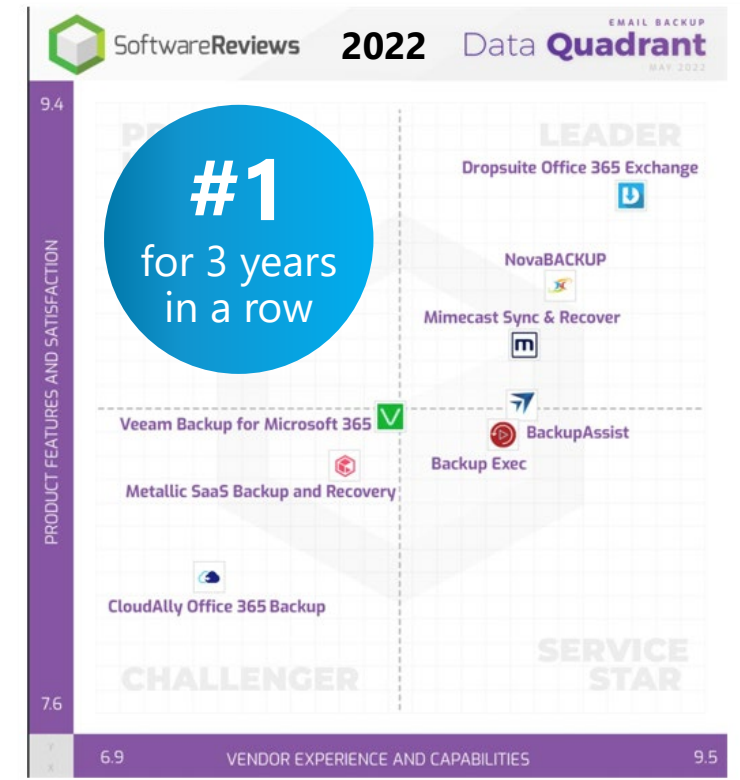 SoftwareReviews 2022 Data Quadrant
EMAIL BACKUP
MAY 2022
9.4
LEADER
#1
for 3 years
in a row
Dropsuite Office 365 Exchange
NovaBACKUP
Mimecast Sync & Recover
PRODUCT FEATURES AND SATISFACTION
Veeam Backup for Microsoft 365
BackupAssist
Backup Exec
Metallic SaaS Backup and Recovery
CloudAlly Office 365 Backup
SERVICE
STAR
CHALLENGER
7.6
Y
X
6.9
VENDOR EXPERIENCE AND CAPABILITIES
9.5